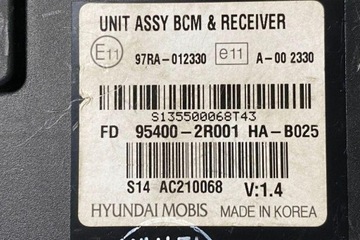 UNIT ASSY BCM & RECEIVER
E11 97RA-012330 e11 A-00 2330
S135500068T43
FD 95400-2R001 HA-B025
S14 AC210068 V:1.4
HYUNDAI MOBIS MADE IN KOREA